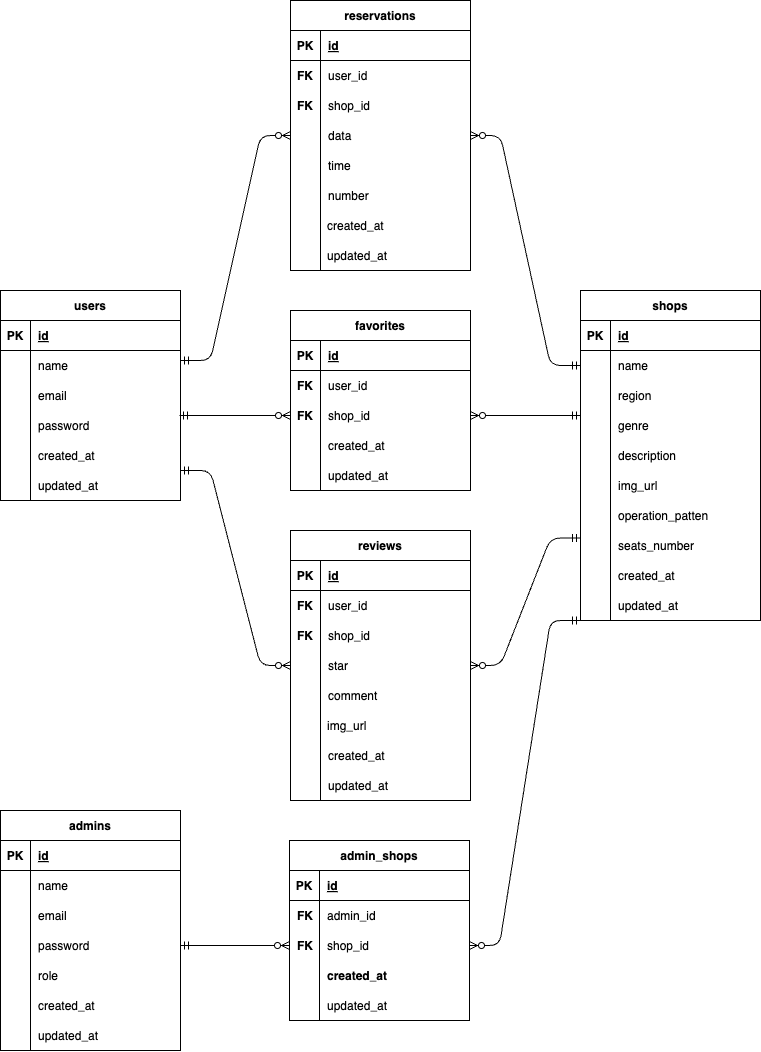 reservations
PK id
FK user_id
FK shop_id
data
time
number
created_at
updated_at
users
PK id
name
email
password
created_at
updated_at
favorites
PK id
FK user_id
FK shop_id
created_at
updated_at
shops
PK id
name
region
genre
description
img_url
operation_patten
seats_number
created_at
updated_at
reviews
PK id
FK user_id
FK shop_id
star
comment
img_url
created_at
updated_at
admins
PK id
name
email
password
role
created_at
updated_at
admin_shops
PK id
FK admin_id
FK shop_id
created_at
updated_at